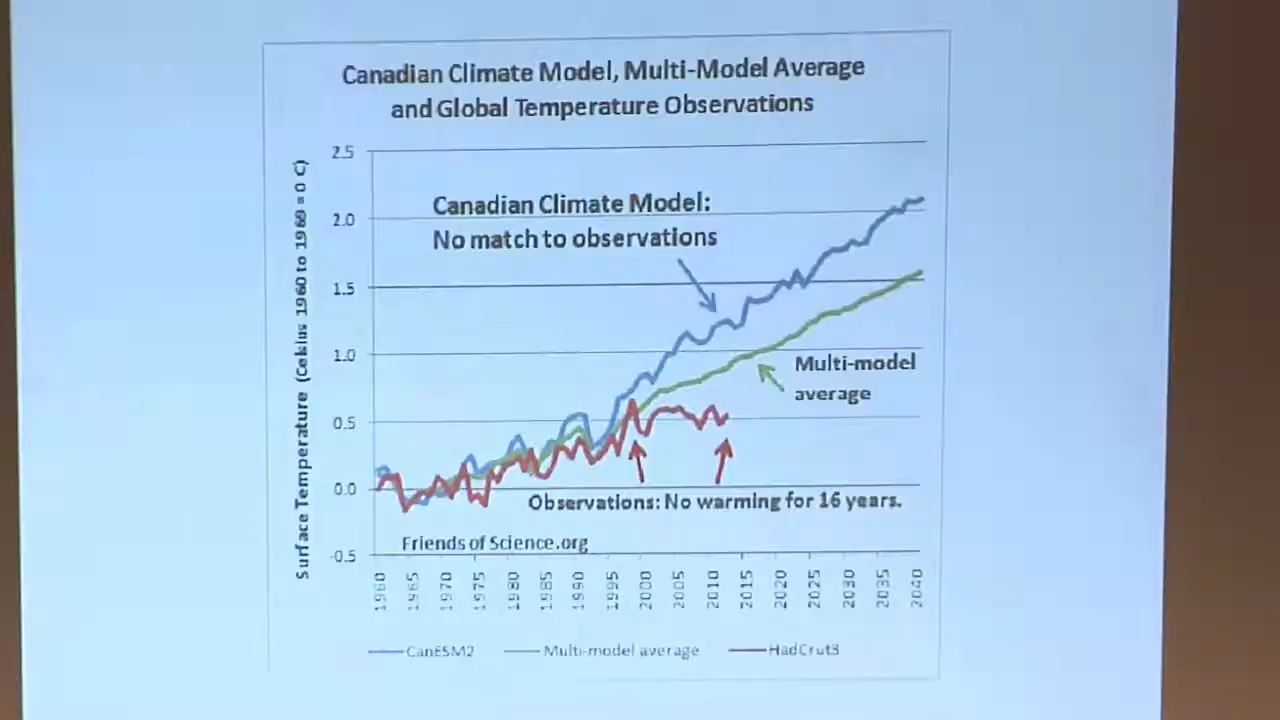 Canadian Climate Model, Multi-Model Average
and Global Temperature Observations
Surface Temperature (Celsius 1960 to 1969 = 0 C)
2.5
2.0
1.5
1.0
0.5
0.0
-0.5
Canadian Climate Model:
No match to observations
Multi-model
average
Observations: No warming for 16 years.
Friends of Science.org
1960
1965
1970
1975
1980
1985
1990
1995
2000
2005
2010
2015
2020
2025
2030
2035
2040
CanESM2
Multi-model average
HadCrut3